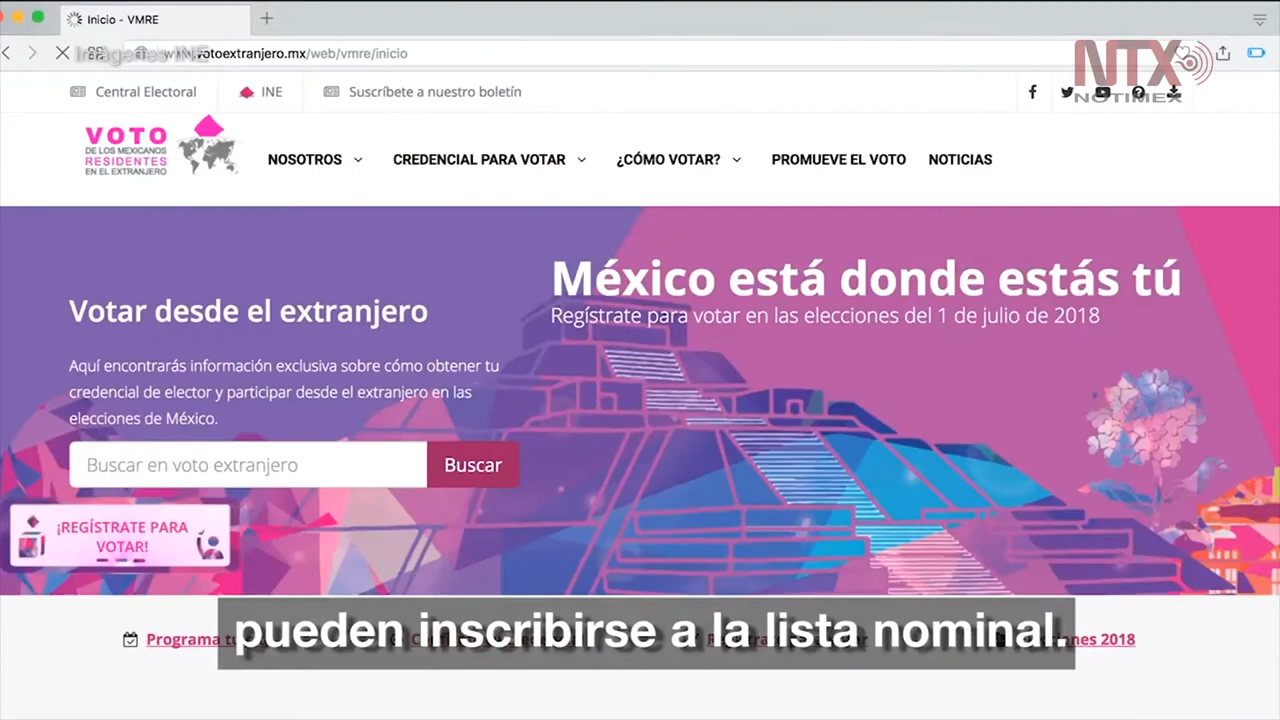 Inicio - VMRE
Imágenes INE
votoextranjero.mx/web/vmre/inicio
NTX
NOTIMEX
Central Electoral
INE
Suscríbete a nuestro boletín
VOTO
DE LOS MEXICANOS
RESIDENTES
EN EL EXTRANJERO
NOSOTROS
CREDENCIAL PARA VOTAR
¿CÓMO VOTAR?
PROMUEVE EL VOTO
NOTICIAS
México está donde estás tú
Regístrate para votar en las elecciones del 1 de julio de 2018
Votar desde el extranjero
Aquí encontrarás información exclusiva sobre cómo obtener tu
credencial de elector y participar desde el extranjero en las
elecciones de México.
Buscar en voto extranjero
Buscar
¡REGÍSTRATE PARA
VOTAR!
Programa
2018
pueden inscribirse a la lista nominal.